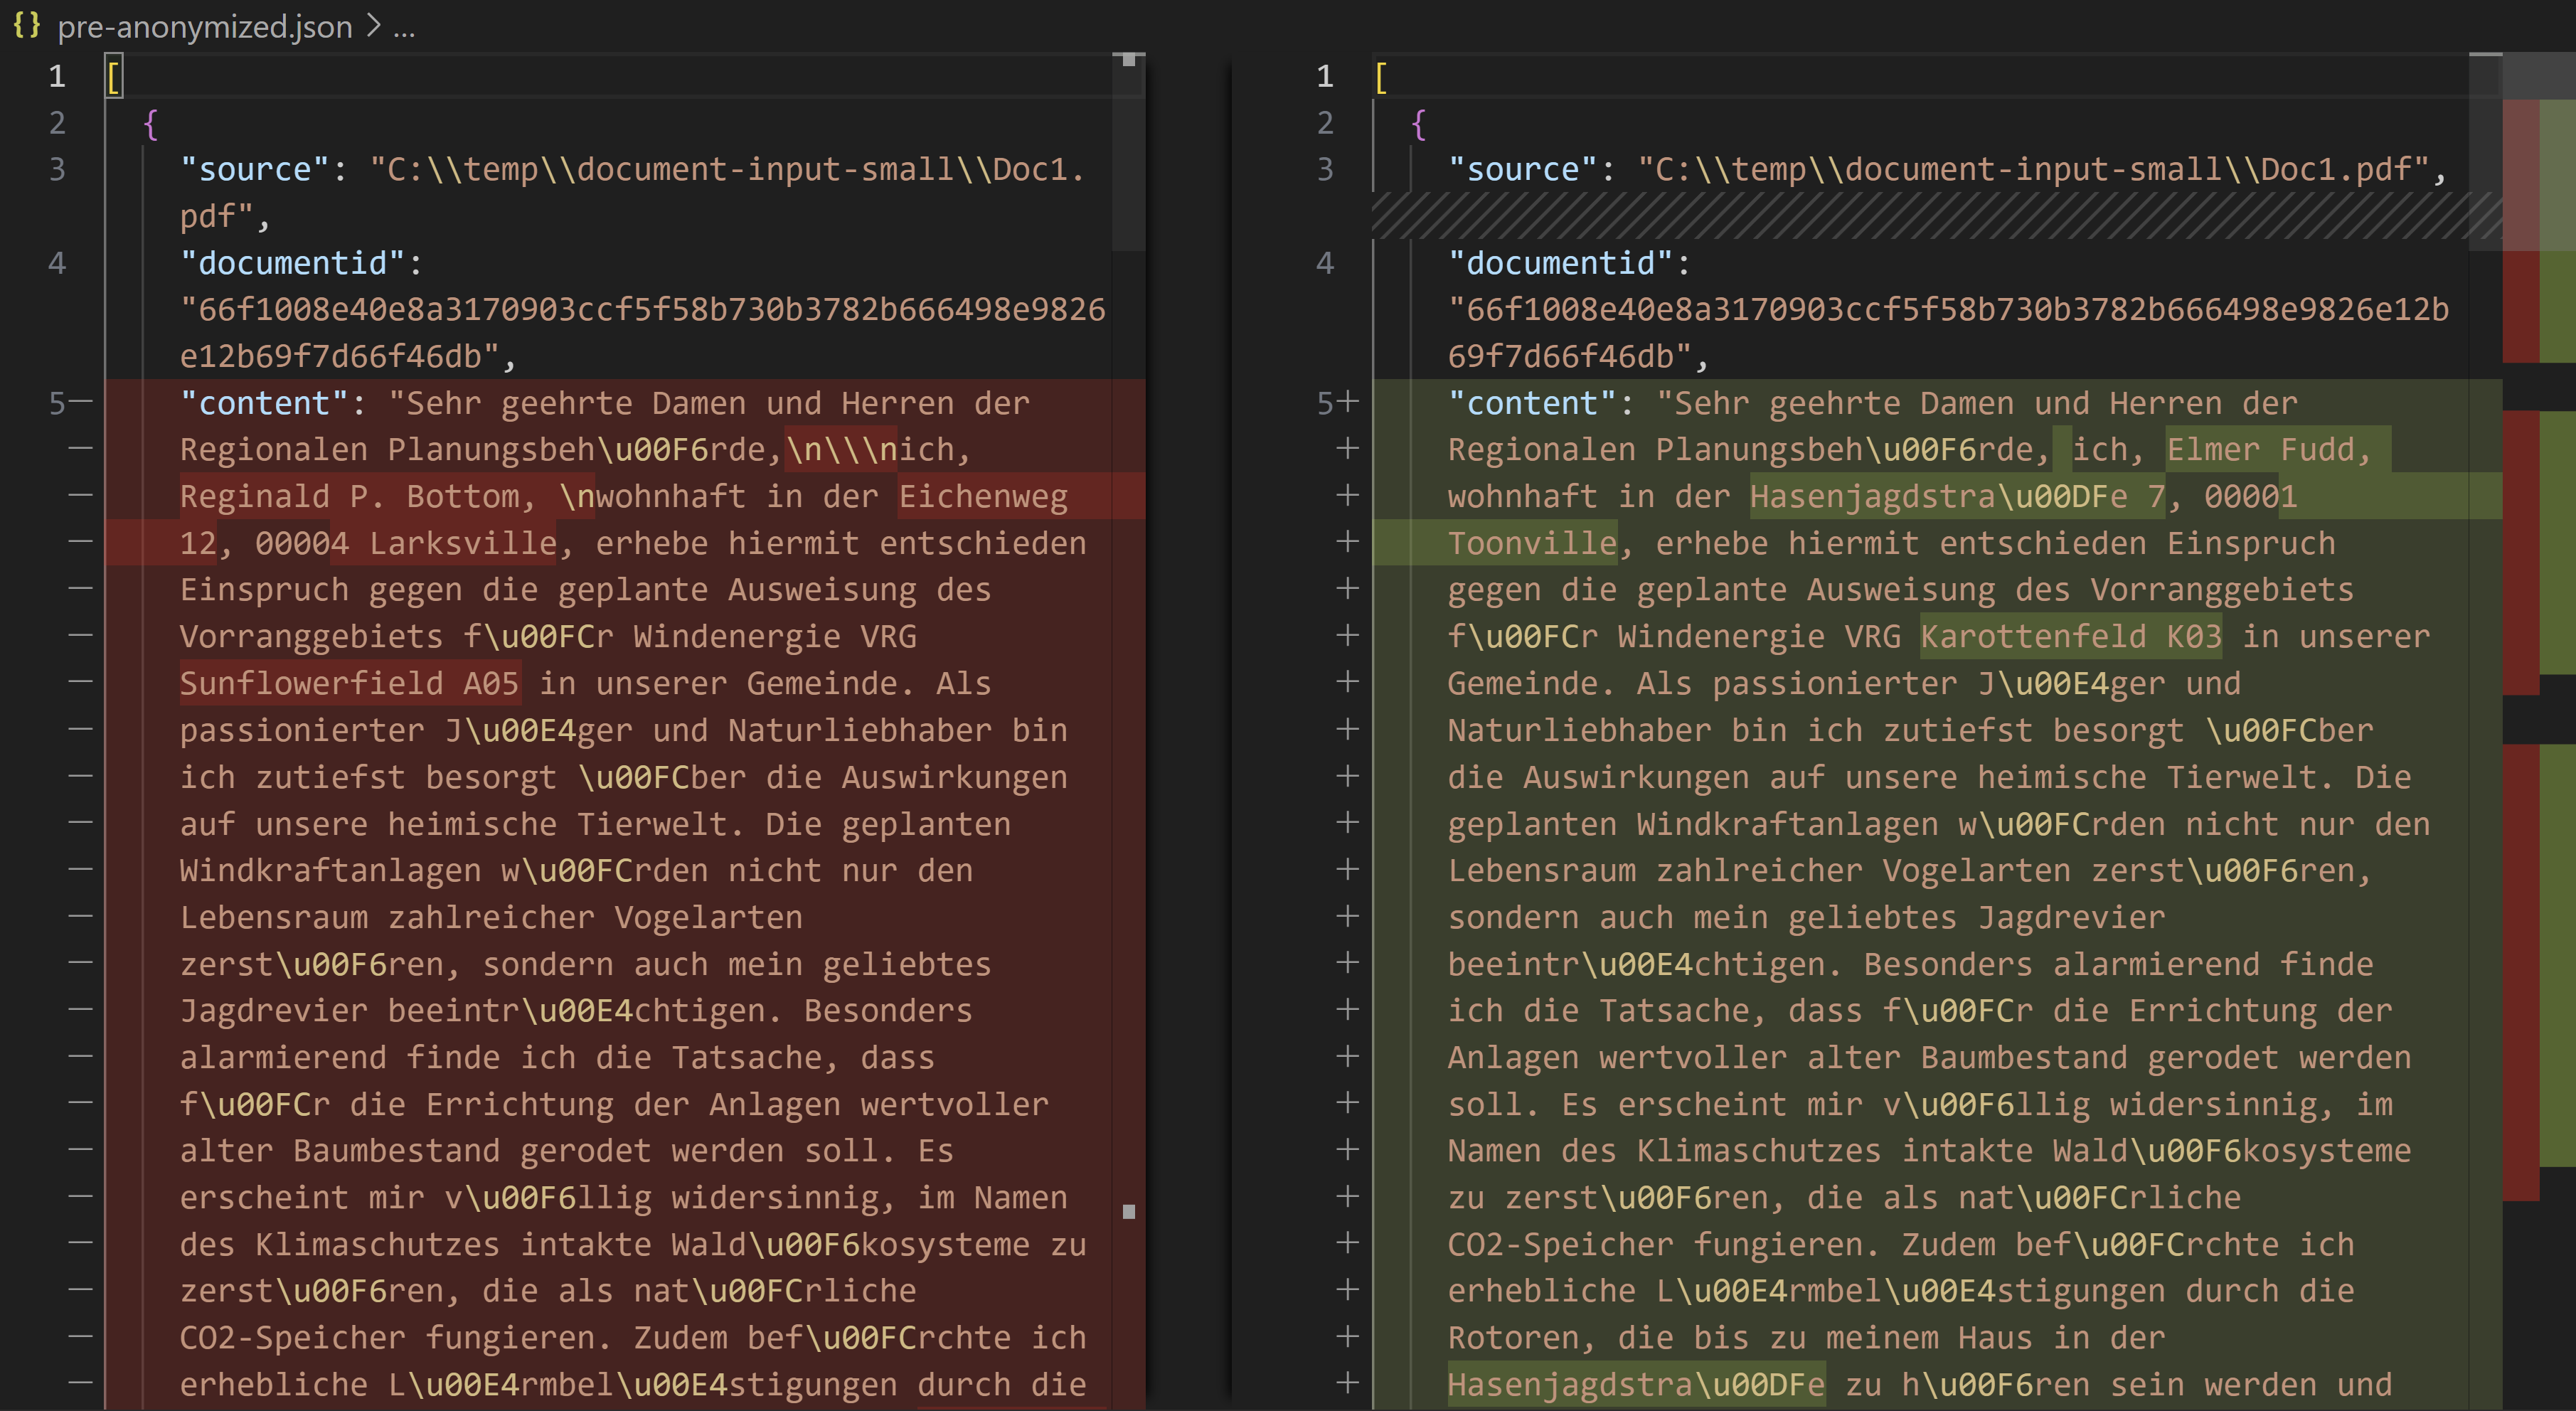 {} pre-anonymized.json > ...
1 [
2 {
3 "source": "C:\\temp\\document-input-small\\Doc1.
pdf",
4 "documentid":
"66f1008e40e8a3170903ccf5f58b730b3782b666498e9826
e12b69f7d66f46db",
5— "content": "Sehr geehrte Damen und Herren der
— Regionalen Planungsbeh\u00F6rde,\n\\\nich,
— Reginald P. Bottom, \nwohnhaft in der Eichenweg
— 12, 00004 Larksville, erhebe hiermit entschieden
— Einspruch gegen die geplante Ausweisung des
— Vorranggebiets f\u00FCr Windenergie VRG
— Sunflowerfield A05 in unserer Gemeinde. Als
— passionierter J\u00E4ger und Naturliebhaber bin
— ich zutiefst besorgt \u00FCber die Auswirkungen
— auf unsere heimische Tierwelt. Die geplanten
— Windkraftanlagen w\u00FCrden nicht nur den
— Lebensraum zahlreicher Vogelarten
— zerst\u00F6ren, sondern auch mein geliebtes
— Jagdrevier beeintr\u00E4chtigen. Besonders
— alarmierend finde ich die Tatsache, dass
— f\u00FCr die Errichtung der Anlagen wertvoller
— alter Baumbestand gerodet werden soll. Es
— erscheint mir v\u00F6llig widersinnig, im Namen
— des Klimaschutzes intakte Wald\u00F6kosysteme zu
— zerst\u00F6ren, die als nat\u00FCrliche
— CO2-Speicher fungieren. Zudem bef\u00FCrchte ich
— erhebliche L\u00E4rmbel\u00E4stigungen durch die
1 [
2 {
3 "source": "C:\\temp\\document-input-small\\Doc1.pdf",
4 "documentid":
"66f1008e40e8a3170903ccf5f58b730b3782b666498e9826e12b
69f7d66f46db",
5+ "content": "Sehr geehrte Damen und Herren der
+ Regionalen Planungsbeh\u00F6rde, ich, Elmer Fudd,
+ wohnhaft in der Hasenjagdstra\u00DFe 7, 00001
+ Toonville, erhebe hiermit entschieden Einspruch
+ gegen die geplante Ausweisung des Vorranggebiets
+ f\u00FCr Windenergie VRG Karottenfeld K03 in unserer
+ Gemeinde. Als passionierter J\u00E4ger und
+ Naturliebhaber bin ich zutiefst besorgt \u00FCber
+ die Auswirkungen auf unsere heimische Tierwelt. Die
+ geplanten Windkraftanlagen w\u00FCrden nicht nur den
+ Lebensraum zahlreicher Vogelarten zerst\u00F6ren,
+ sondern auch mein geliebtes Jagdrevier
+ beeintr\u00E4chtigen. Besonders alarmierend finde
+ ich die Tatsache, dass f\u00FCr die Errichtung der
+ Anlagen wertvoller alter Baumbestand gerodet werden
+ soll. Es erscheint mir v\u00F6llig widersinnig, im
+ Namen des Klimaschutzes intakte Wald\u00F6kosysteme
+ zu zerst\u00F6ren, die als nat\u00FCrliche
+ CO2-Speicher fungieren. Zudem bef\u00FCrchte ich
+ erhebliche L\u00E4rmbel\u00E4stigungen durch die
+ Rotoren, die bis zu meinem Haus in der
+ Hasenjagdstra\u00DFe zu h\u00F6ren sein werden und